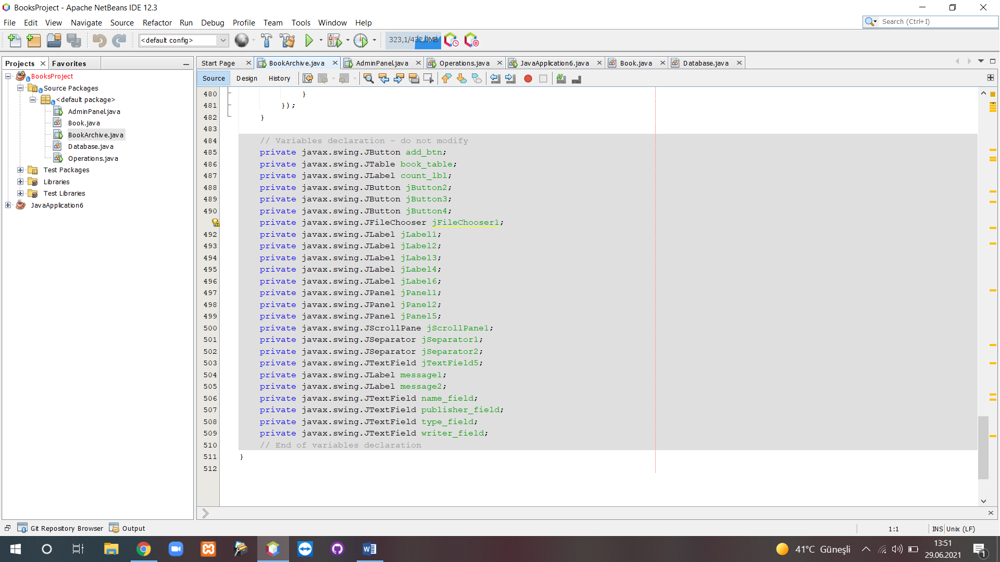 BooksProject - Apache NetBeans IDE 12.3
File Edit View Navigate Source Refactor Run Debug Profile Team Tools Window Help
Search (Ctrl+I)
<default config>
323,1/432,0MB
Projects Favorites
Start Page BookArchive.java AdminPanel.java Operations.java JavaApplication6.java Book.java Database.java
Source Design History
BooksProject
Source Packages
<default package>
AdminPanel.java
Book.java
BookArchive.java
Database.java
Operations.java
Test Packages
Libraries
Test Libraries
JavaApplication6
480 }
481 });
482 }
483
484 // Variables declaration - do not modify
485 private javax.swing.JButton add_btn;
486 private javax.swing.JTable book_table;
487 private javax.swing.JLabel count_lbl;
488 private javax.swing.JButton jButton2;
489 private javax.swing.JButton jButton3;
490 private javax.swing.JButton jButton4;
private javax.swing.JFileChooser jFileChooser1;
492 private javax.swing.JLabel jLabel1;
493 private javax.swing.JLabel jLabel2;
494 private javax.swing.JLabel jLabel3;
495 private javax.swing.JLabel jLabel4;
496 private javax.swing.JLabel jLabel6;
497 private javax.swing.JPanel jPanel1;
498 private javax.swing.JPanel jPanel2;
499 private javax.swing.JPanel jPanel5;
500 private javax.swing.JScrollPane jScrollPane1;
501 private javax.swing.JSeparator jSeparator1;
502 private javax.swing.JSeparator jSeparator2;
503 private javax.swing.JTextField jTextField5;
504 private javax.swing.JLabel message1;
505 private javax.swing.JLabel message2;
506 private javax.swing.JTextField name_field;
507 private javax.swing.JTextField publisher_field;
508 private javax.swing.JTextField type_field;
509 private javax.swing.JTextField writer_field;
510 // End of variables declaration
511 }
512
Git Repository Browser Output
1:1 INS Unix (LF)
41°C Güneşli
13:51
29.06.2021
1